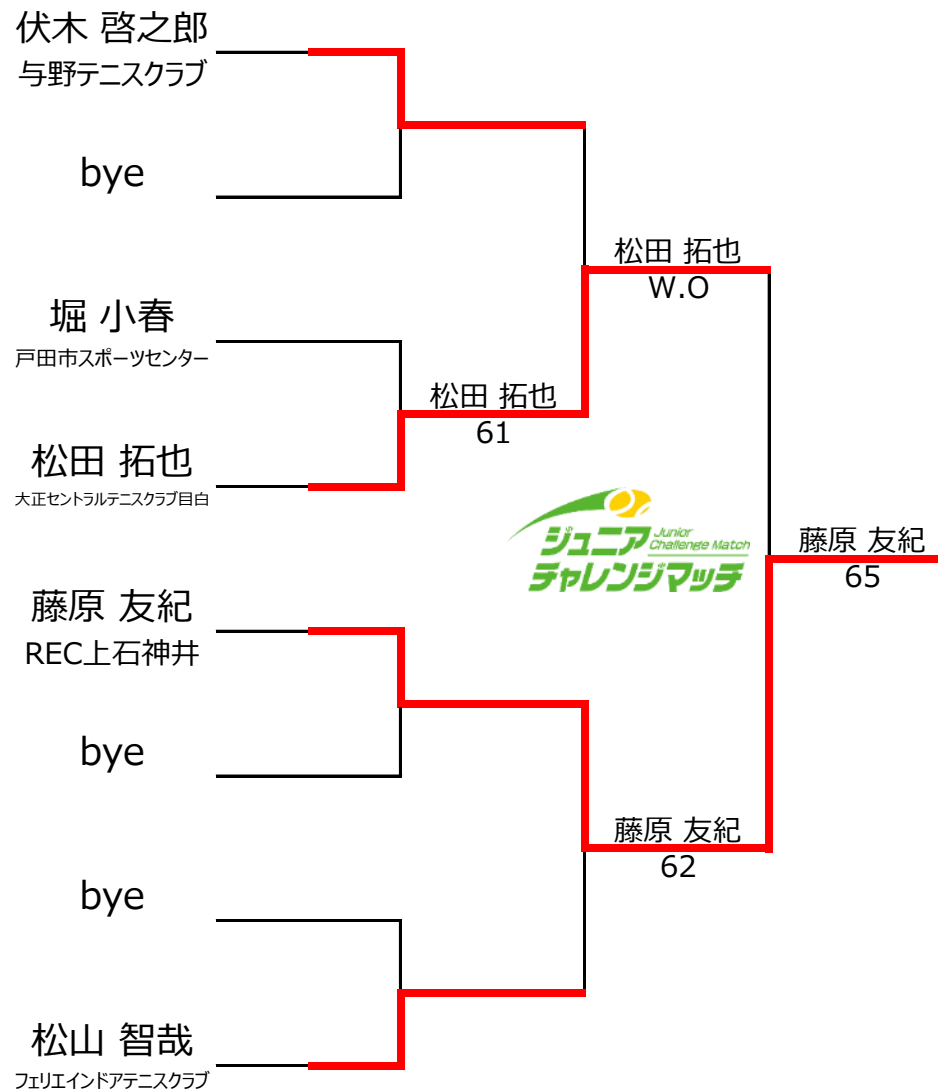 伏木 啓之郎
与野テニスクラブ
bye
松田 拓也
W.O
堀 小春
戸田市スポーツセンター
松田 拓也
61
松田 拓也
大正セントラルテニスクラブ目白
ジュニア Junior Challenge Match
チャレンジマッチ
藤原 友紀
65
藤原 友紀
REC上石神井
bye
藤原 友紀
62
bye
松山 智哉
フェリエインドアテニスクラブ